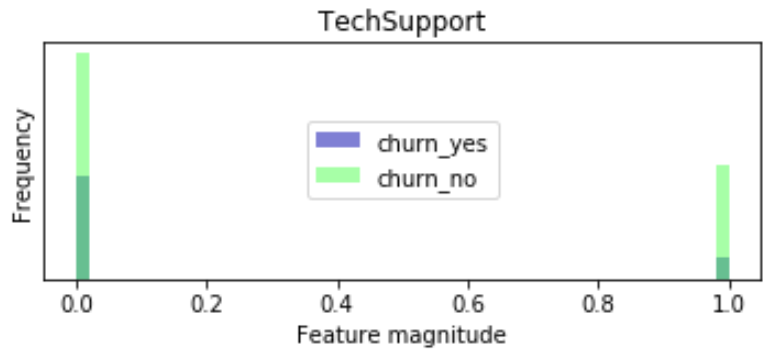 TechSupport
Frequency
churn_yes
churn_no
0.0 0.2 0.4 0.6 0.8 1.0
Feature magnitude